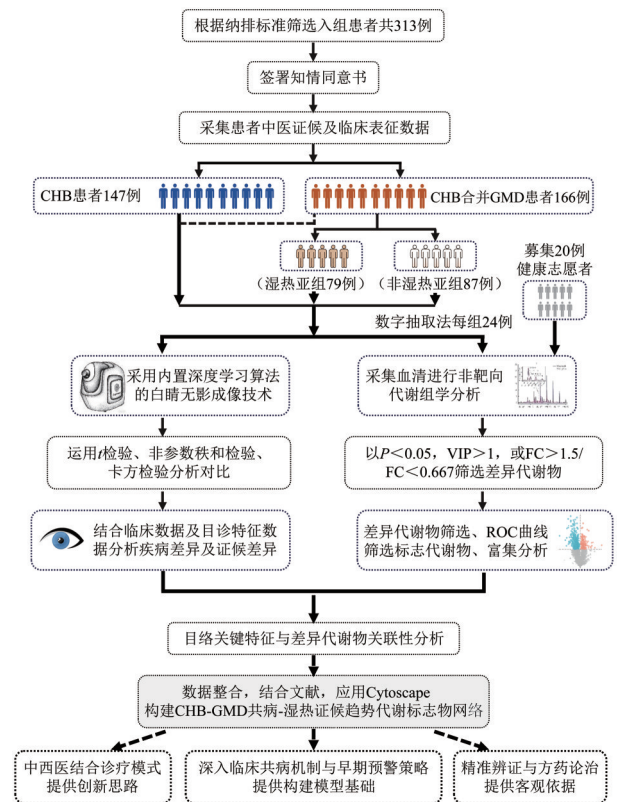 根据纳排标准筛选入组患者共313例
签署知情同意书
采集患者中医证候及临床表征数据
CHB患者147例
CHB合并GMD患者166例
（湿热亚组79例）
（非湿热亚组87例）
募集20例
健康志愿者
数字抽取法每组24例
采用内置深度学习算法
的白睛无影成像技术
采集血清进行非靶向
代谢组学分析
运用t检验、非参数秩和检验、
卡方检验分析对比
以P＜0.05，VIP＞1，或FC＞1.5/
FC＜0.667筛选差异代谢物
结合临床数据及目诊特征数
据分析疾病差异及证候差异
差异代谢物筛选、ROC曲线
筛选标志代谢物、富集分析
目络关键特征与差异代谢物关联性分析
数据整合，结合文献，应用Cytoscape
构建CHB-GMD共病-湿热证候趋势代谢标志物网络
中西医结合诊疗模式
提供创新思路
深入临床共病机制与早期预警策略
提供构建模型基础
精准辨证与方药论治
提供客观依据